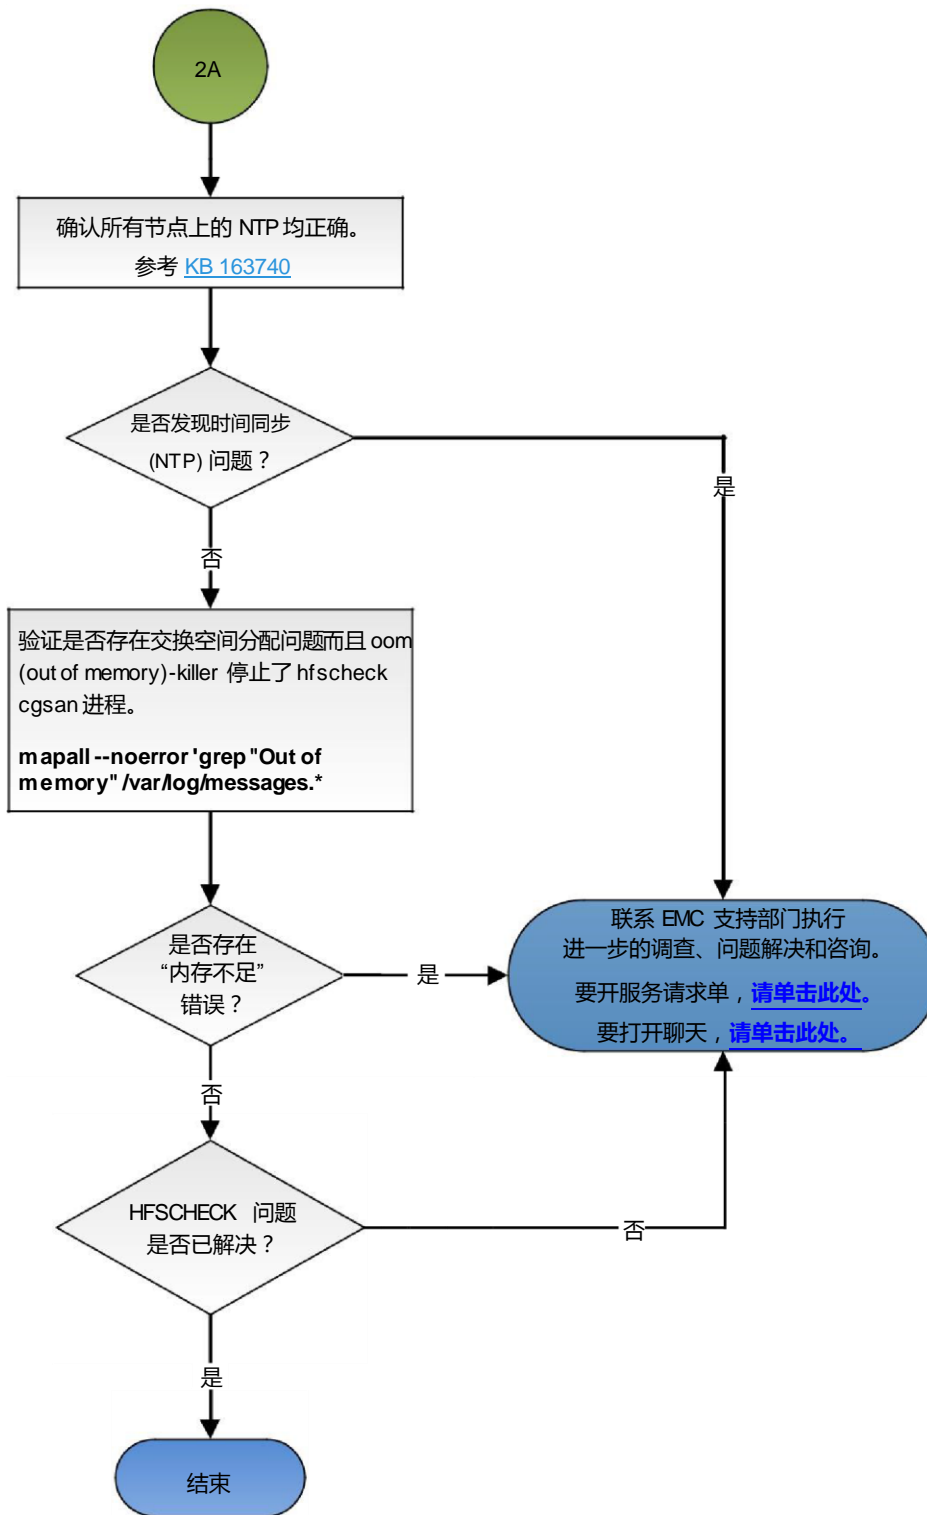 2A
确认所有节点上的 NTP 均正确。
参考 KB 163740
是否发现时间同步
(NTP) 问题？
是
否
验证是否存在交换空间分配问题而且 oom
(out of memory)-killer 停止了 hfscheck
cgsan 进程。
mapall --noerror 'grep "Out of
memory" /var/log/messages.*
是否存在
“内存不足”
错误？
是
联系 EMC 支持部门执行
进一步的调查、问题解决和咨询。
要开服务请求单，请单击此处。
要打开聊天，请单击此处。
否
HFSCHECK 问题
是否已解决？
否
是
结束